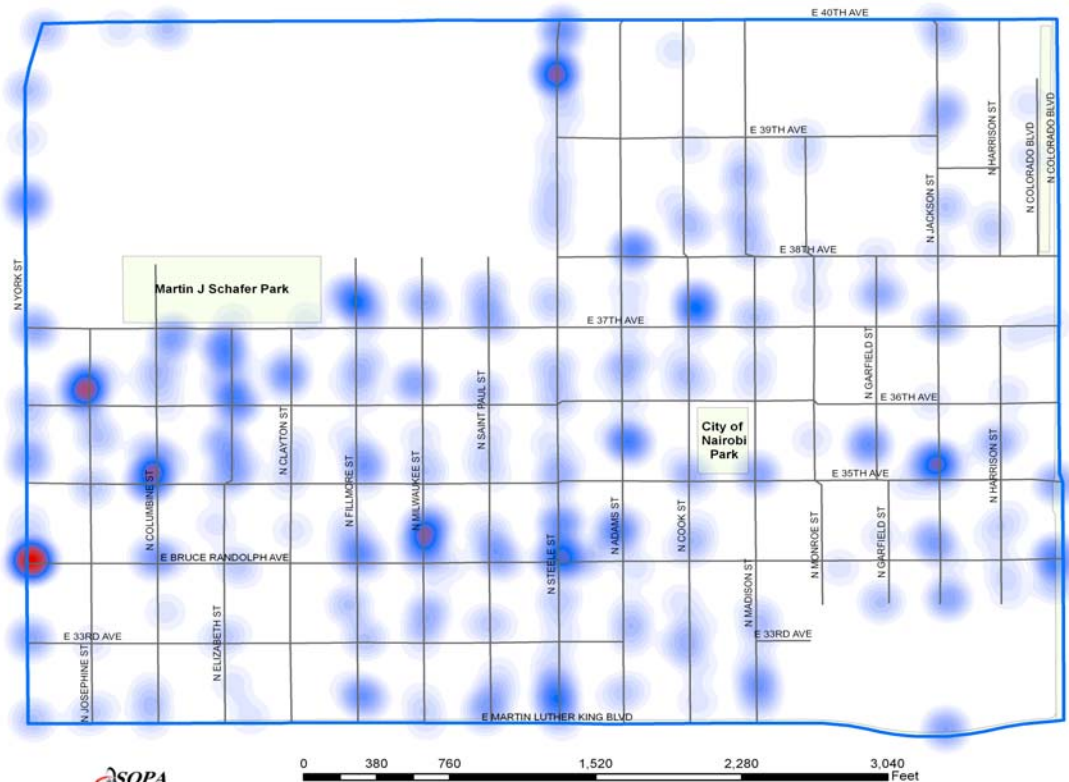 E 40TH AVE
N HARRISON ST
N COLORADO BLVD
N COLORADO BLVD
E 39TH AVE
N JACKSON ST
E 38TH AVE
N YORK ST
Martin J Schafer Park
E 37TH AVE
N GARFIELD ST
N SAINT PAUL ST
E 36TH AVE
N CLAYTON ST
City of
Nairobi
Park
N HARRISON ST
N COLUMBINE ST
N FILLMORE ST
N MILWAUKEE ST
E 35TH AVE
N ADAMS ST
N COOK ST
N MONROE ST
N GARFIELD ST
N STEELE ST
E BRUCE RANDOLPH AVE
N MADISON ST
N ELIZABETH ST
E 33RD AVE
E 33RD AVE
N JOSEPHINE ST
E MARTIN LUTHER KING BLVD
SOPA
0 380 760 1,520 2,280 3,040
Feet